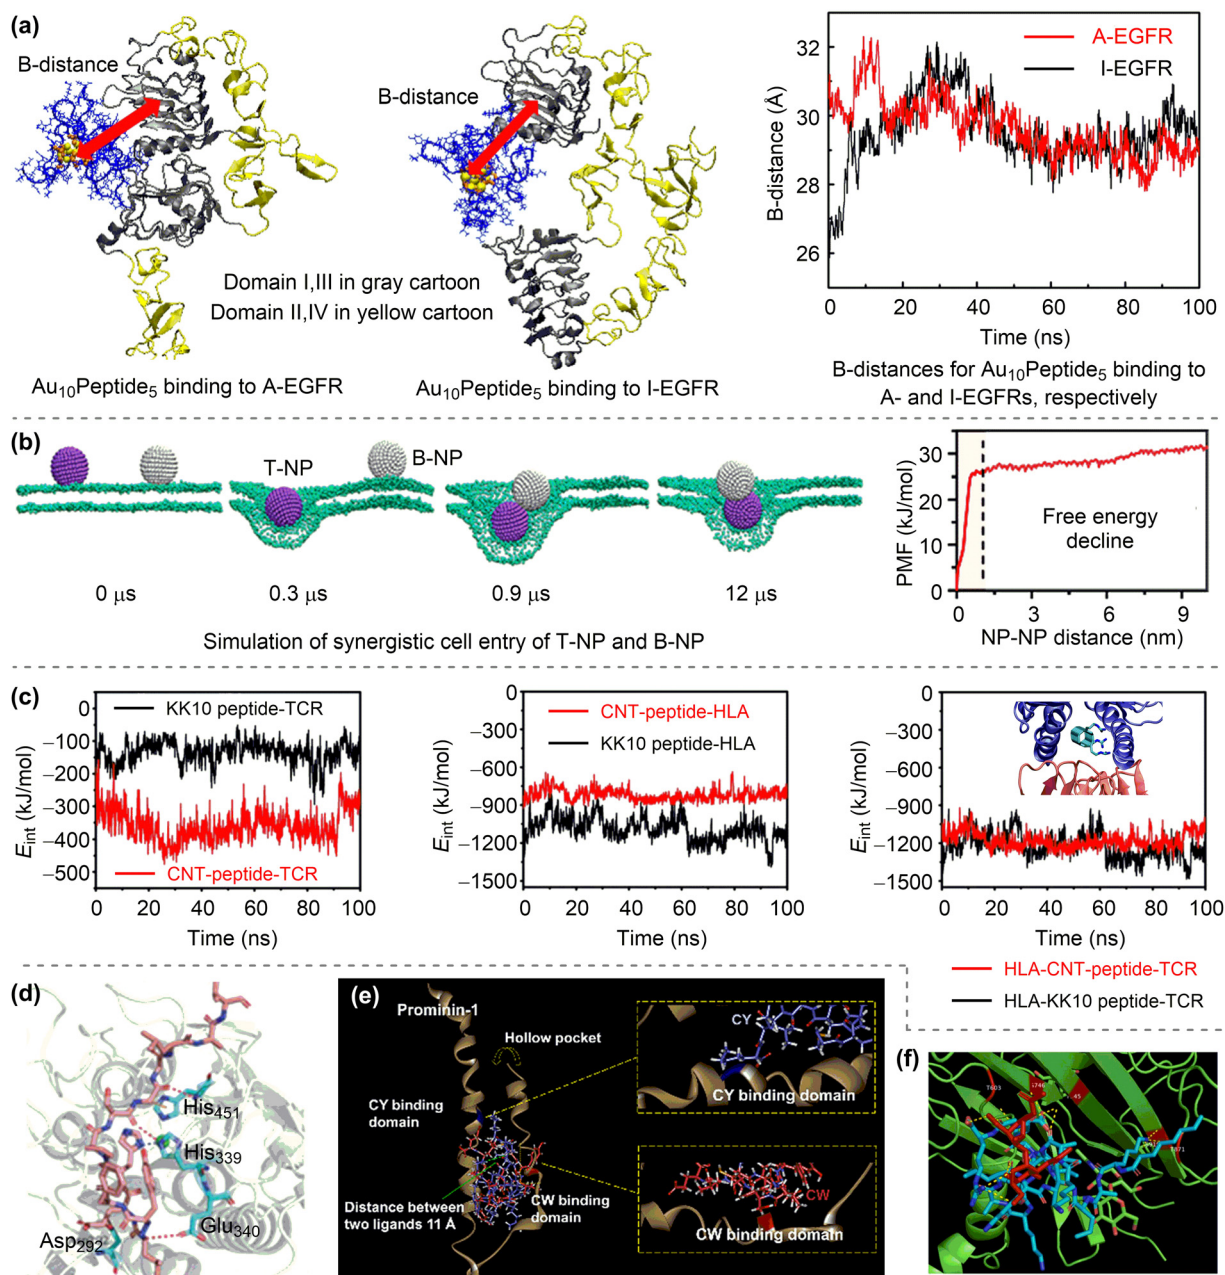 (a)
B-distance
B-distance
Domain I,III in gray cartoon
Domain II,IV in yellow cartoon
Au10Peptide5 binding to A-EGFR
Au10Peptide5 binding to I-EGFR
A-EGFR
I-EGFR
B-distance (Å)
32
30
28
26
0 20 40 60 80 100
Time (ns)
B-distances for Au10Peptide5 binding to
A- and I-EGFRs, respectively
(b)
T-NP
B-NP
0 μs
0.3 μs
0.9 μs
12 μs
Simulation of synergistic cell entry of T-NP and B-NP
PMF (kJ/mol)
30
20
10
0
Free energy
decline
0 3 6 9
NP-NP distance (nm)
(c)
KK10 peptide-TCR
CNT-peptide-TCR
Eint (kJ/mol)
0
−100
−200
−300
−400
−500
0 20 40 60 80 100
Time (ns)
CNT-peptide-HLA
KK10 peptide-HLA
Eint (kJ/mol)
0
−300
−600
−900
−1200
−1500
0 20 40 60 80 100
Time (ns)
Eint (kJ/mol)
0
−300
−600
−900
−1200
−1500
0 20 40 60 80 100
Time (ns)
HLA-CNT-peptide-TCR
HLA-KK10 peptide-TCR
(d)
His451
His339
Glu340
Asp292
(e)
Prominin-1
Hollow pocket
CY binding
domain
Distance between
two ligands 11 Å
CW binding
domain
CY
CY binding domain
CW
CW binding domain
(f)
T603